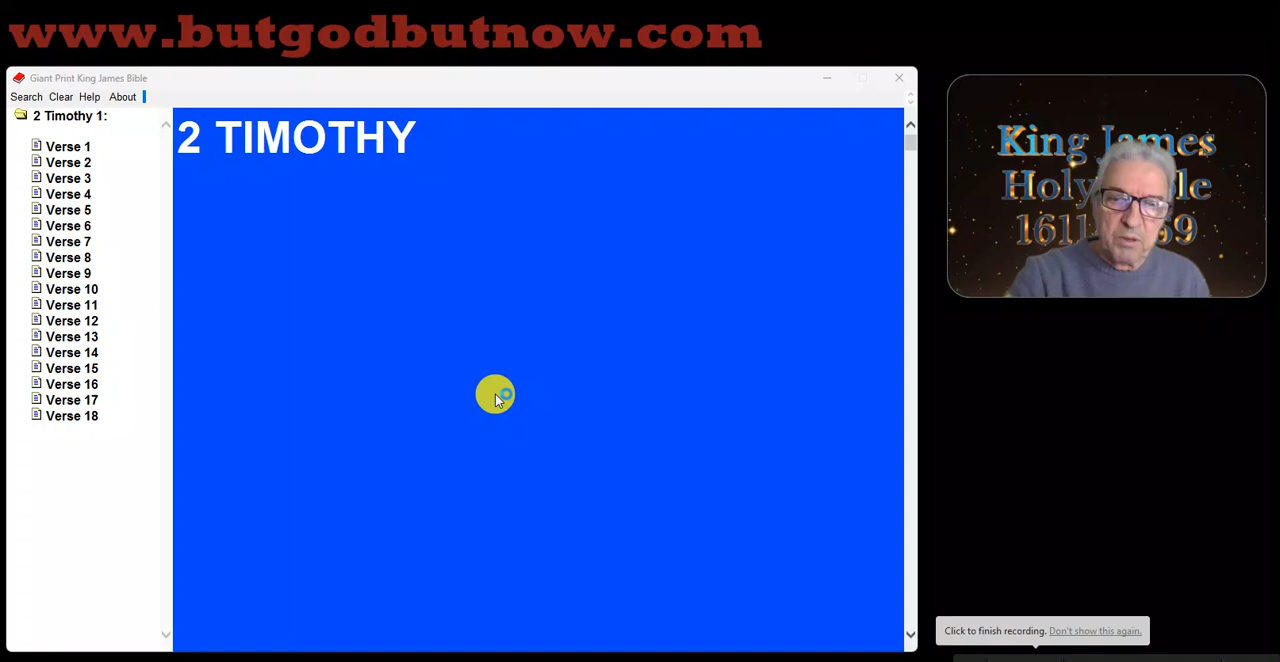 www.butgodbutnow.com
Giant Print King James Bible
Search Clear Help About
2 Timothy 1:
Verse 1
Verse 2
Verse 3
Verse 4
Verse 5
Verse 6
Verse 7
Verse 8
Verse 9
Verse 10
Verse 11
Verse 12
Verse 13
Verse 14
Verse 15
Verse 16
Verse 17
Verse 18
2 TIMOTHY
King James
Click to finish recording. Don't show this again.